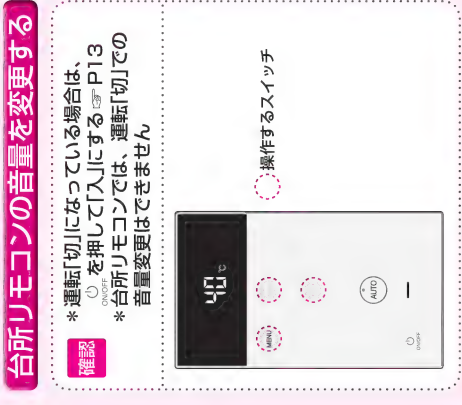 台所リモコンの音量を変更する
確認
＊運転「切」になっている場合は、
ON/OFF を押して「入」にする ☞ P13
＊台所リモコンでは、運転「切」での
音量変更はできません
操作するスイッチ
40 ℃
MENU
AUTO
ON/OFF